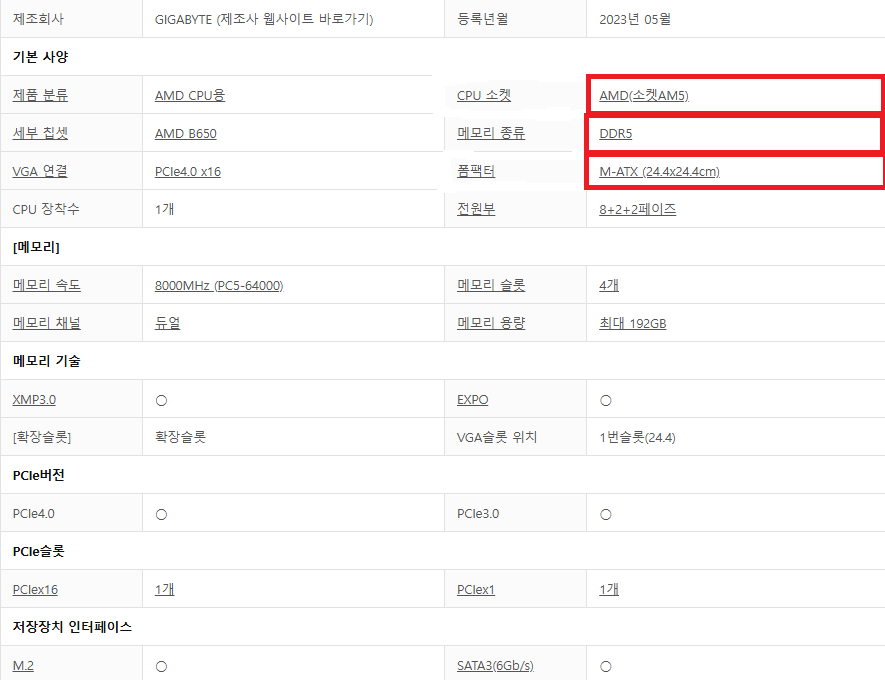 제조회사 GIGABYTE (제조사 웹사이트 바로가기) 등록년월 2023년 05월
기본 사양
제품 분류 AMD CPU용 CPU 소켓 AMD(소켓AM5)
세부 칩셋 AMD B650 메모리 종류 DDR5
VGA 연결 PCIe4.0 x16 폼팩터 M-ATX (24.4x24.4cm)
CPU 장착수 1개 전원부 8+2+2페이즈
[메모리]
메모리 속도 8000MHz (PC5-64000) 메모리 슬롯 4개
메모리 채널 듀얼 메모리 용량 최대 192GB
메모리 기술
XMP3.0 ○ EXPO ○
[확장슬롯] 확장슬롯 VGA슬롯 위치 1번슬롯(24.4)
PCIe버전
PCIe4.0 ○ PCIe3.0 ○
PCIe슬롯
PCIex16 1개 PCIex1 1개
저장장치 인터페이스
M.2 ○ SATA3(6Gb/s) ○